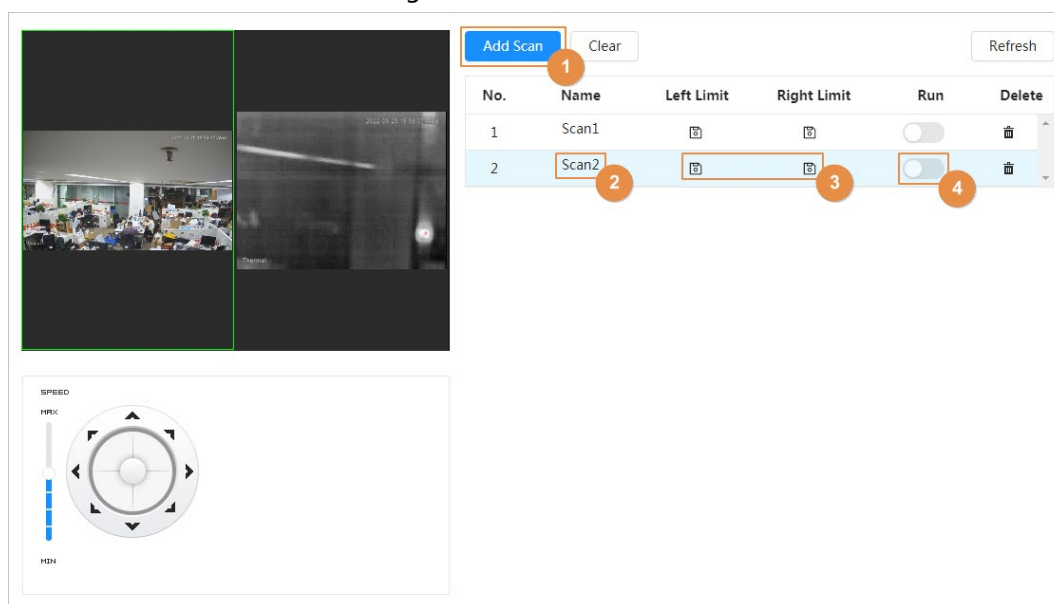 Add Scan Clear Refresh
1
No. Name Left Limit Right Limit Run Delete
1 Scan1
2 Scan2
2 3 4
Thermal
SPEED
MAX
MIN